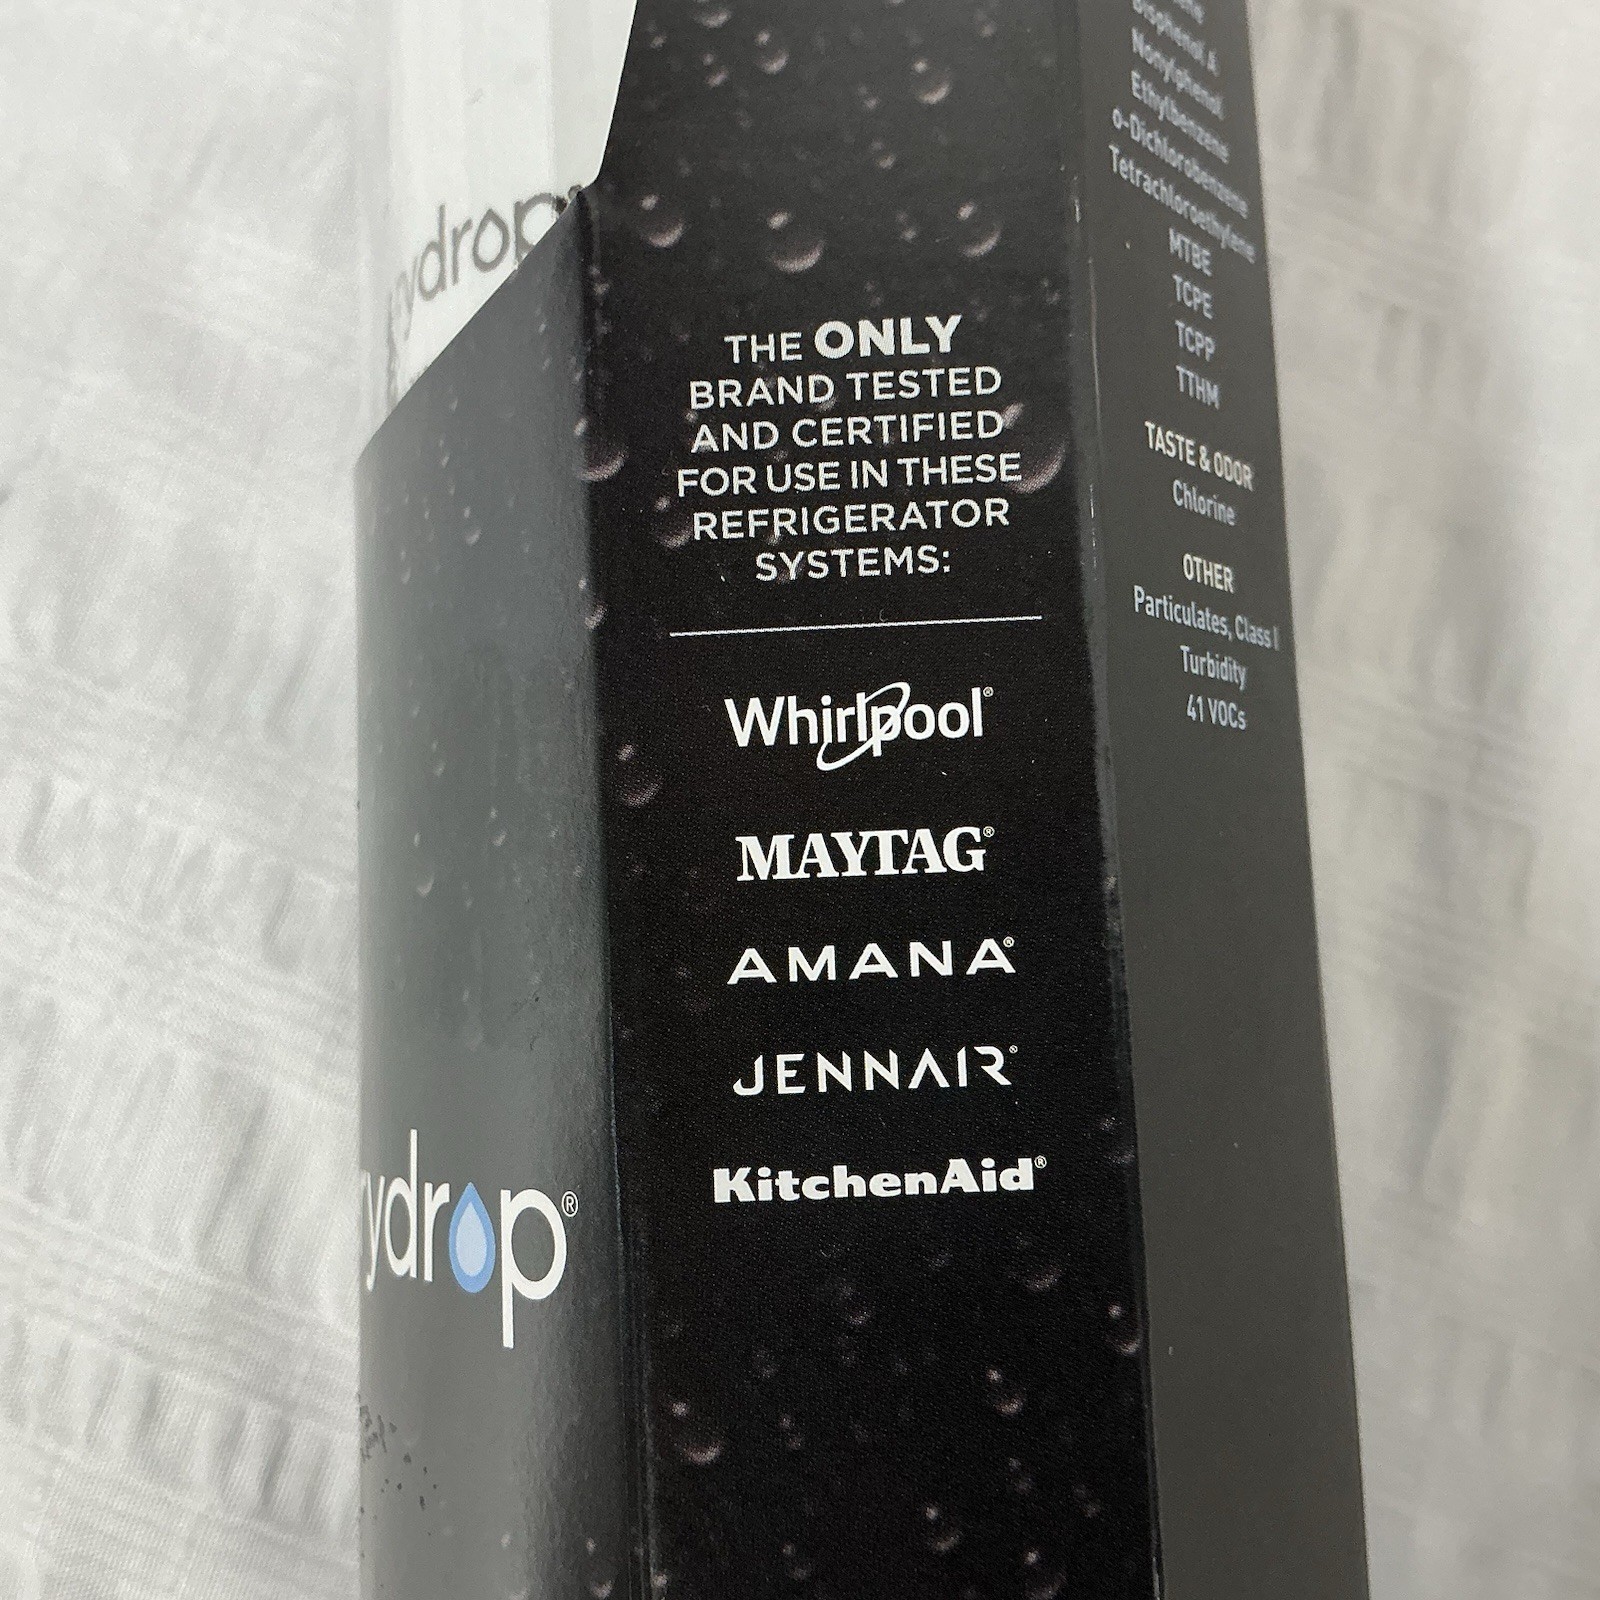 ydrop
THE ONLY
BRAND TESTED
AND CERTIFIED
FOR USE IN THESE
REFRIGERATOR
SYSTEMS:
Whirlpool®
MAYTAG®
AMANA®
JENNAIR®
KitchenAid®
ydrop®
Bisphenol A
Nonylphenol
Ethylbenzene
o-Dichlorobenzene
Tetrachloroethylene
MTBE
TCPE
TCPP
TTHM
TASTE & ODOR
Chlorine
OTHER
Particulates, Class I
Turbidity
41 VOCs